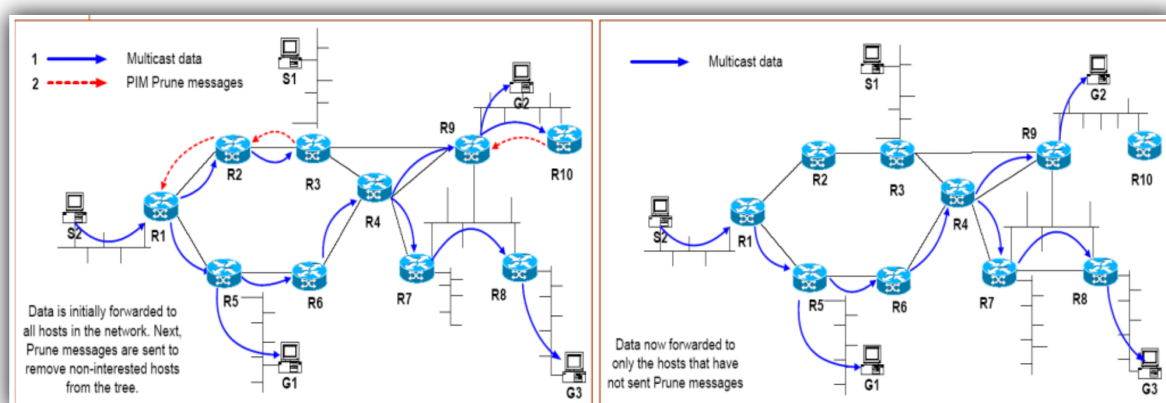 1 Multicast data
2 PIM Prune messages
S1
G2
R9
R10
R2
R3
R4
R1
S2
R5
R6
R7
R8
G1
G3
Data is initially forwarded to
all hosts in the network. Next,
Prune messages are sent to
remove non-interested hosts
from the tree.
Multicast data
S1
G2
R9
R10
R2
R3
R4
R1
S2
R5
R6
R7
R8
G1
G3
Data now forwarded to
only the hosts that have
not sent Prune messages